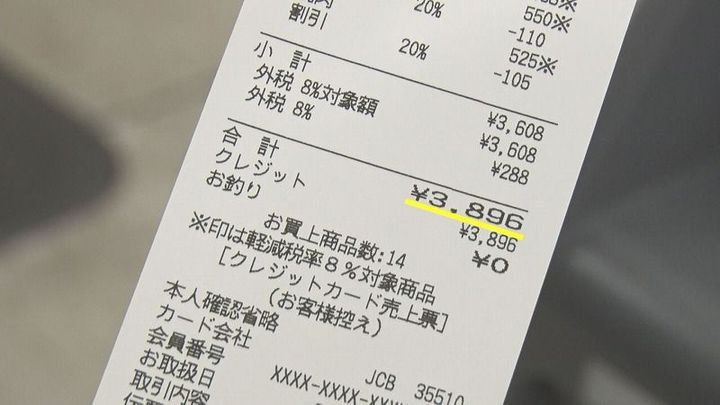 割引 20% 550※
-110
20% 525※
-105
小 計 ¥3,608
外税 8%対象額 ¥3,608
外税 8% ¥288
合 計 ¥3,896
クレジット ¥3,896
お釣り ¥0
お買上商品数:14
※印は軽減税率8%対象商品
[クレジットカード売上票]
(お客様控え)
本人確認省略
カード会社
会員番号 JCB 35510
お取扱日 XXXX-XXXX-XXX
取引内容